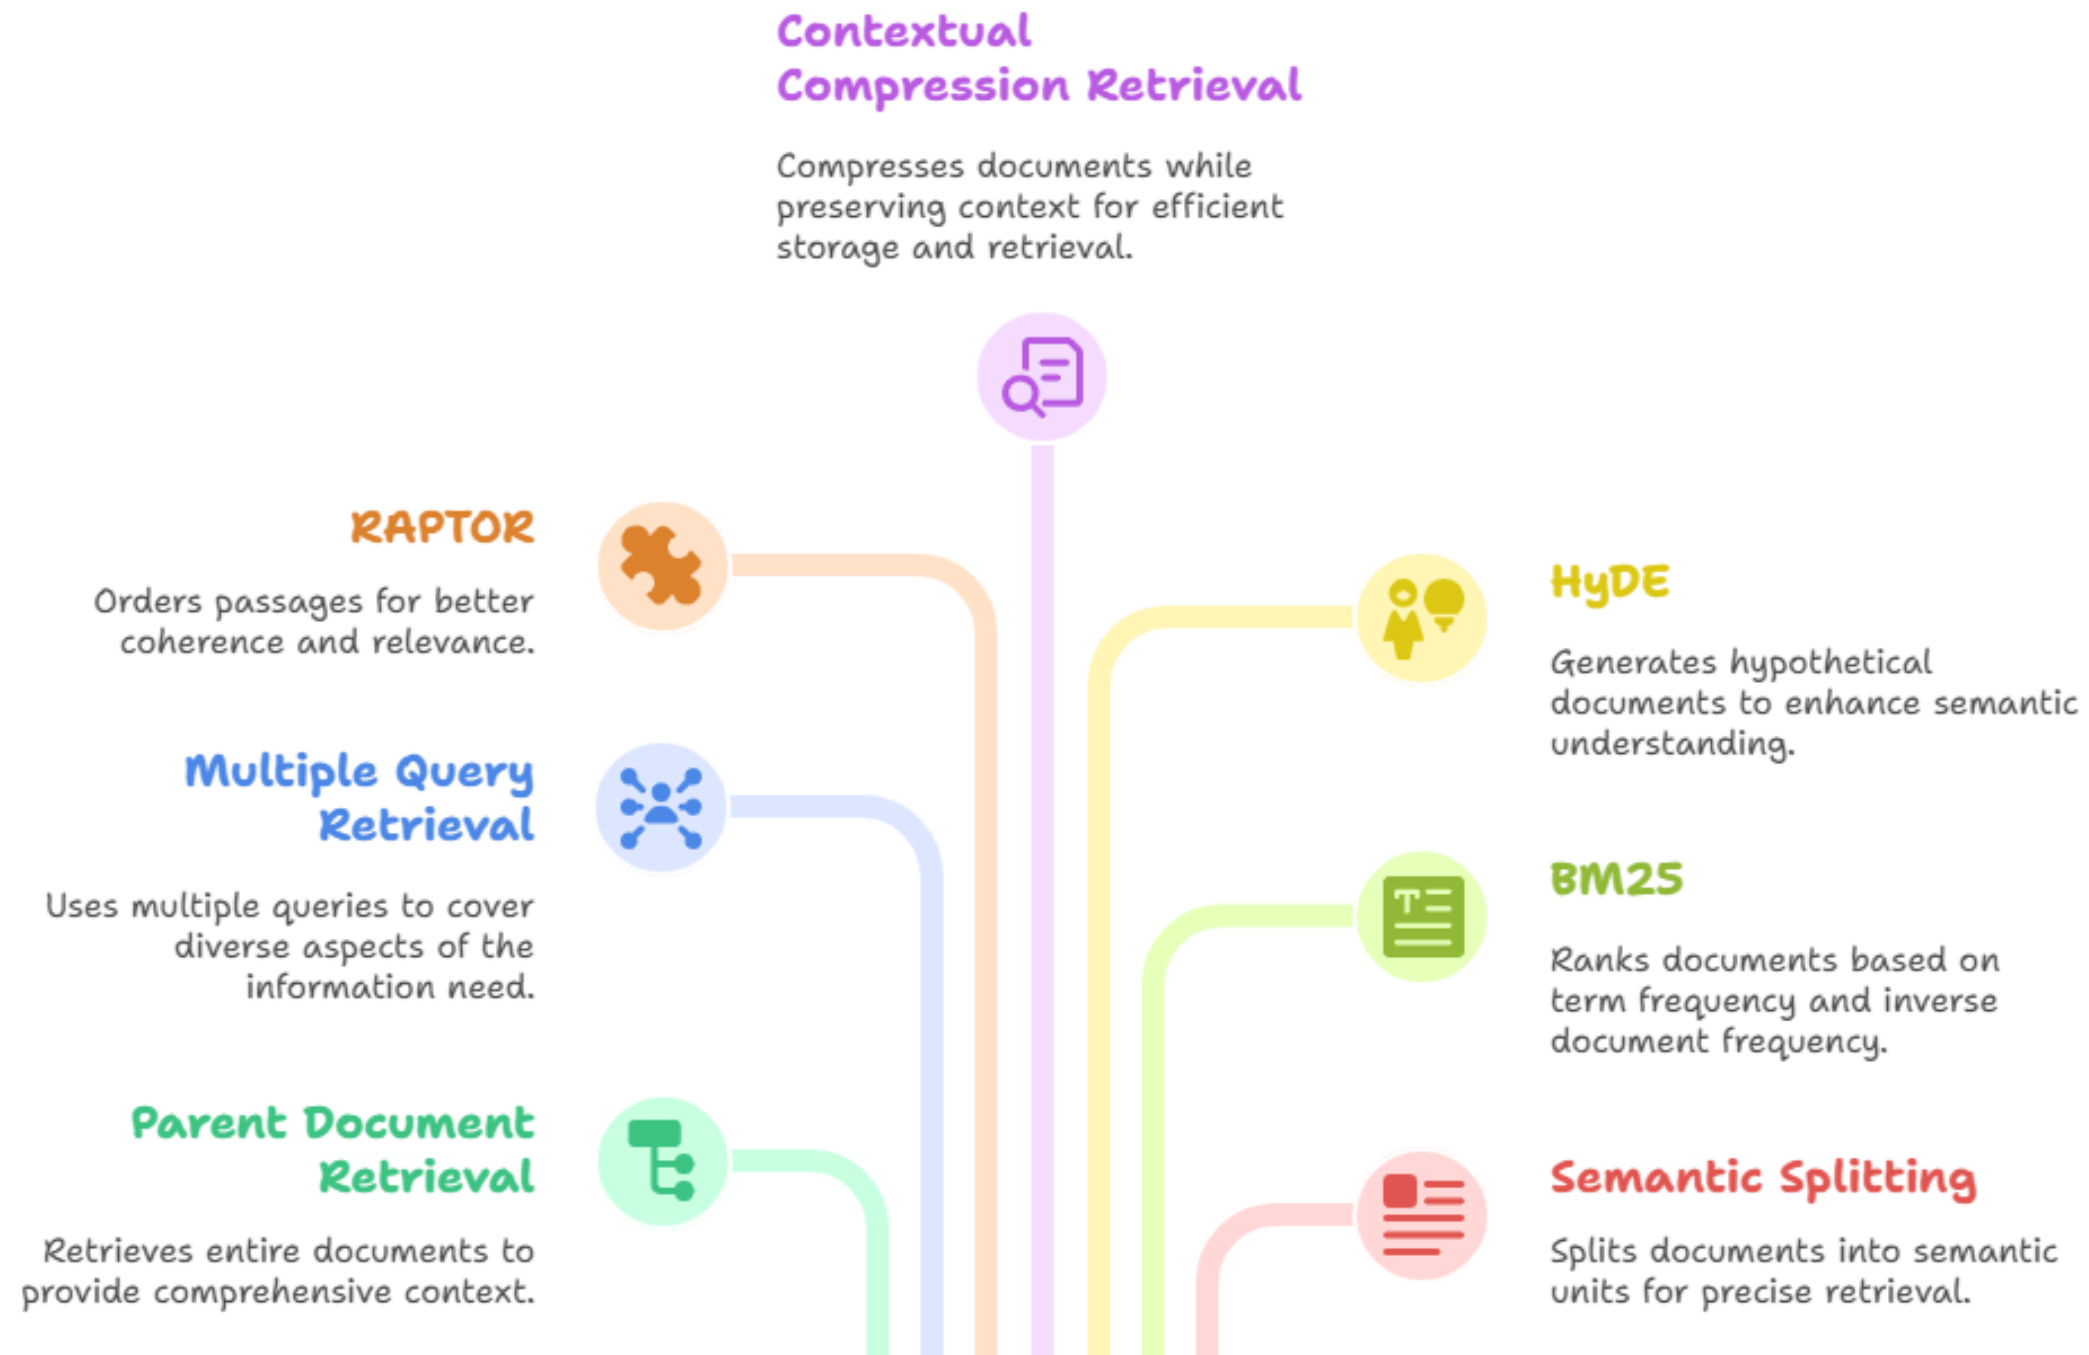 Contextual
Compression Retrieval
Compresses documents while
preserving context for efficient
storage and retrieval.
RAPTOR
Orders passages for better
coherence and relevance.
HyDE
Generates hypothetical
documents to enhance semantic
understanding.
Multiple Query
Retrieval
Uses multiple queries to cover
diverse aspects of the
information need.
BM25
Ranks documents based on
term frequency and inverse
document frequency.
Parent Document
Retrieval
Retrieves entire documents to
provide comprehensive context.
Semantic Splitting
Splits documents into semantic
units for precise retrieval.
T